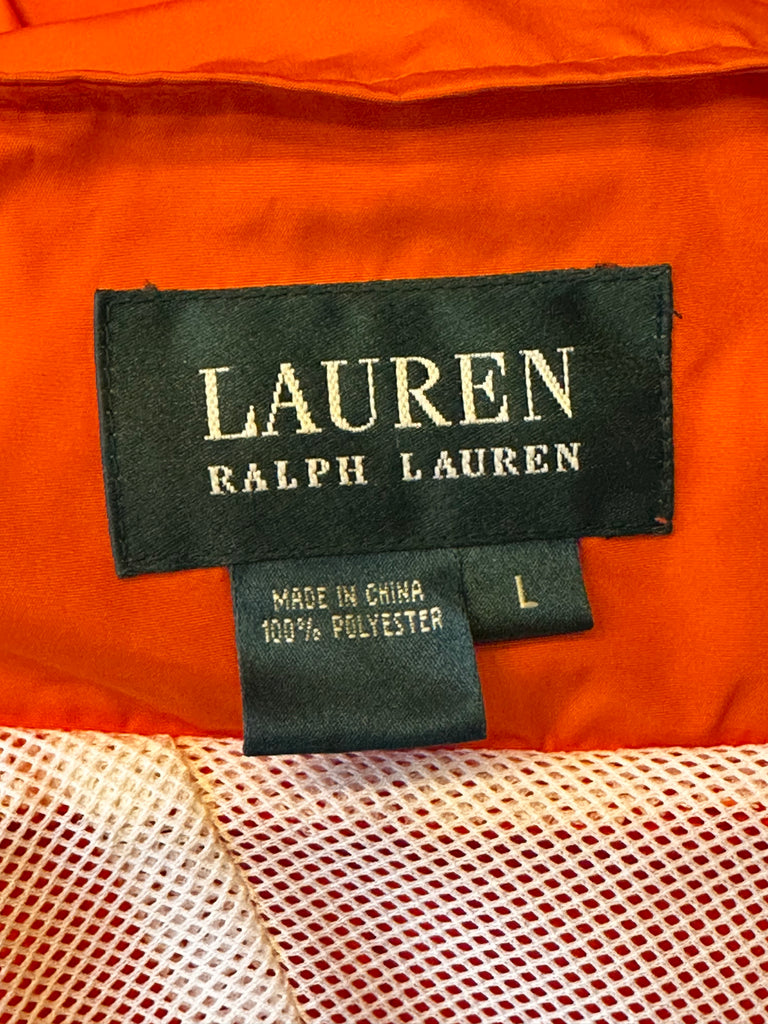 LAUREN
RALPH LAUREN
MADE IN CHINA
100% POLYESTER
L